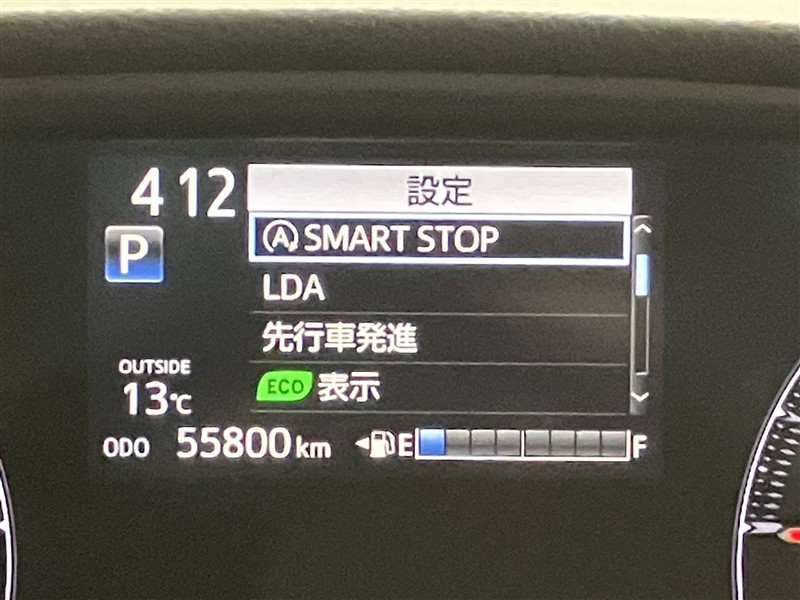 4 12
設定
P
SMART STOP
LDA
先行車発進
ECO 表示
OUTSIDE
13℃
ODO 55800 km
E F